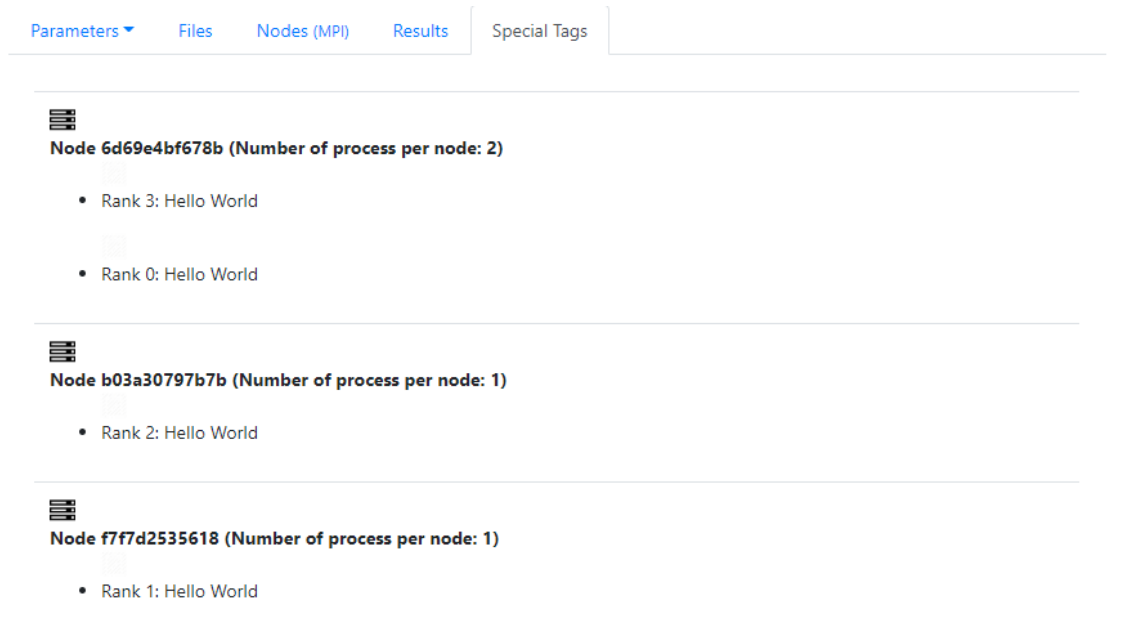 Parameters Files Nodes (MPI) Results Special Tags
Node 6d69e4bf678b (Number of process per node: 2)
• Rank 3: Hello World
• Rank 0: Hello World
Node b03a30797b7b (Number of process per node: 1)
• Rank 2: Hello World
Node f7f7d2535618 (Number of process per node: 1)
• Rank 1: Hello World